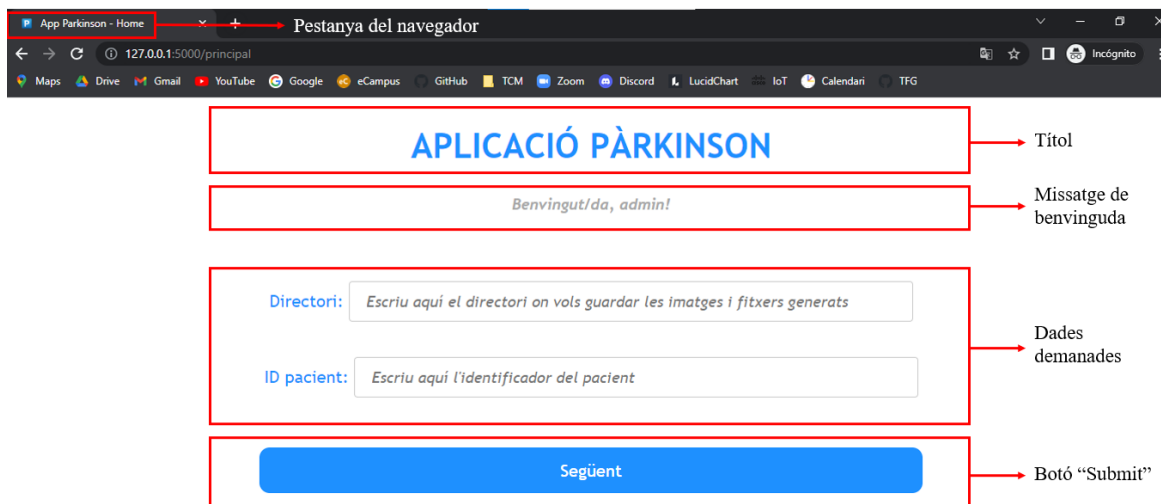 App Parkinson - Home
Pestanya del navegador
127.0.0.1:5000/principal
Incógnito
Maps Drive Gmail YouTube Google eCampus GitHub TCM Zoom Discord LucidChart IoT Calendari TFG
APLICACIÓ PÀRKINSON
Títol
Benvingut/da, admin!
Missatge de
benvinguda
Directori: Escriu aquí el directori on vols guardar les imatges i fitxers generats
Dades
demanades
ID pacient: Escriu aquí l'identificador del pacient
Següent
Botó “Submit”